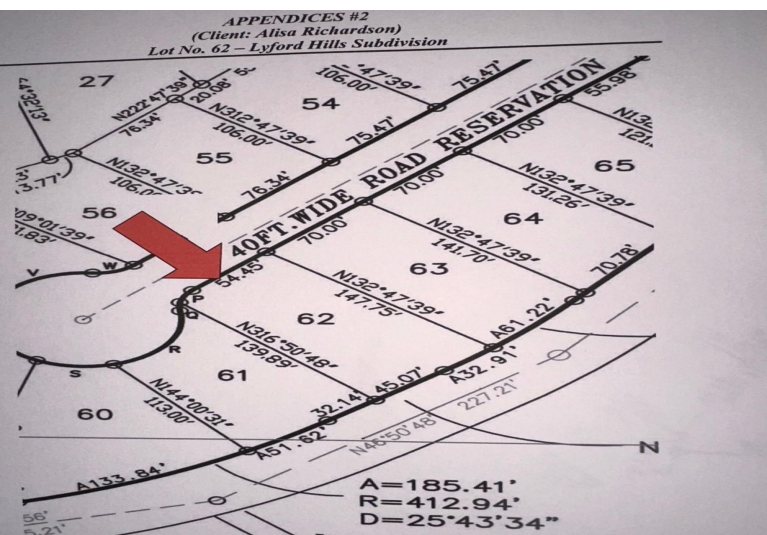 APPENDICES #2
(Client: Alisa Richardson)
Lot No. 62 – Lyford Hills Subdivision
27
N222°47'39"
76.34'
20.08'
54
106.00'
75.47'
N312°47'39"
106.00'
55
75.47'
76.34'
40FT. WIDE ROAD RESERVATION
55.98'
70.00'
70.00'
70.00'
54.45'
65
N132°47'39"
131.26'
64
N132°47'39"
141.70'
63
N132°47'39"
147.75'
62
N316°50'48"
139.89'
61
N144°00'31"
113.00'
60
56
V
W
P
Q
R
S
70.78'
A61.22'
A32.91'
45.07'
32.14'
A51.62'
A133.84'
227.21'
N46°50'48"
N
A=185.41'
R=412.94'
D=25°43'34"